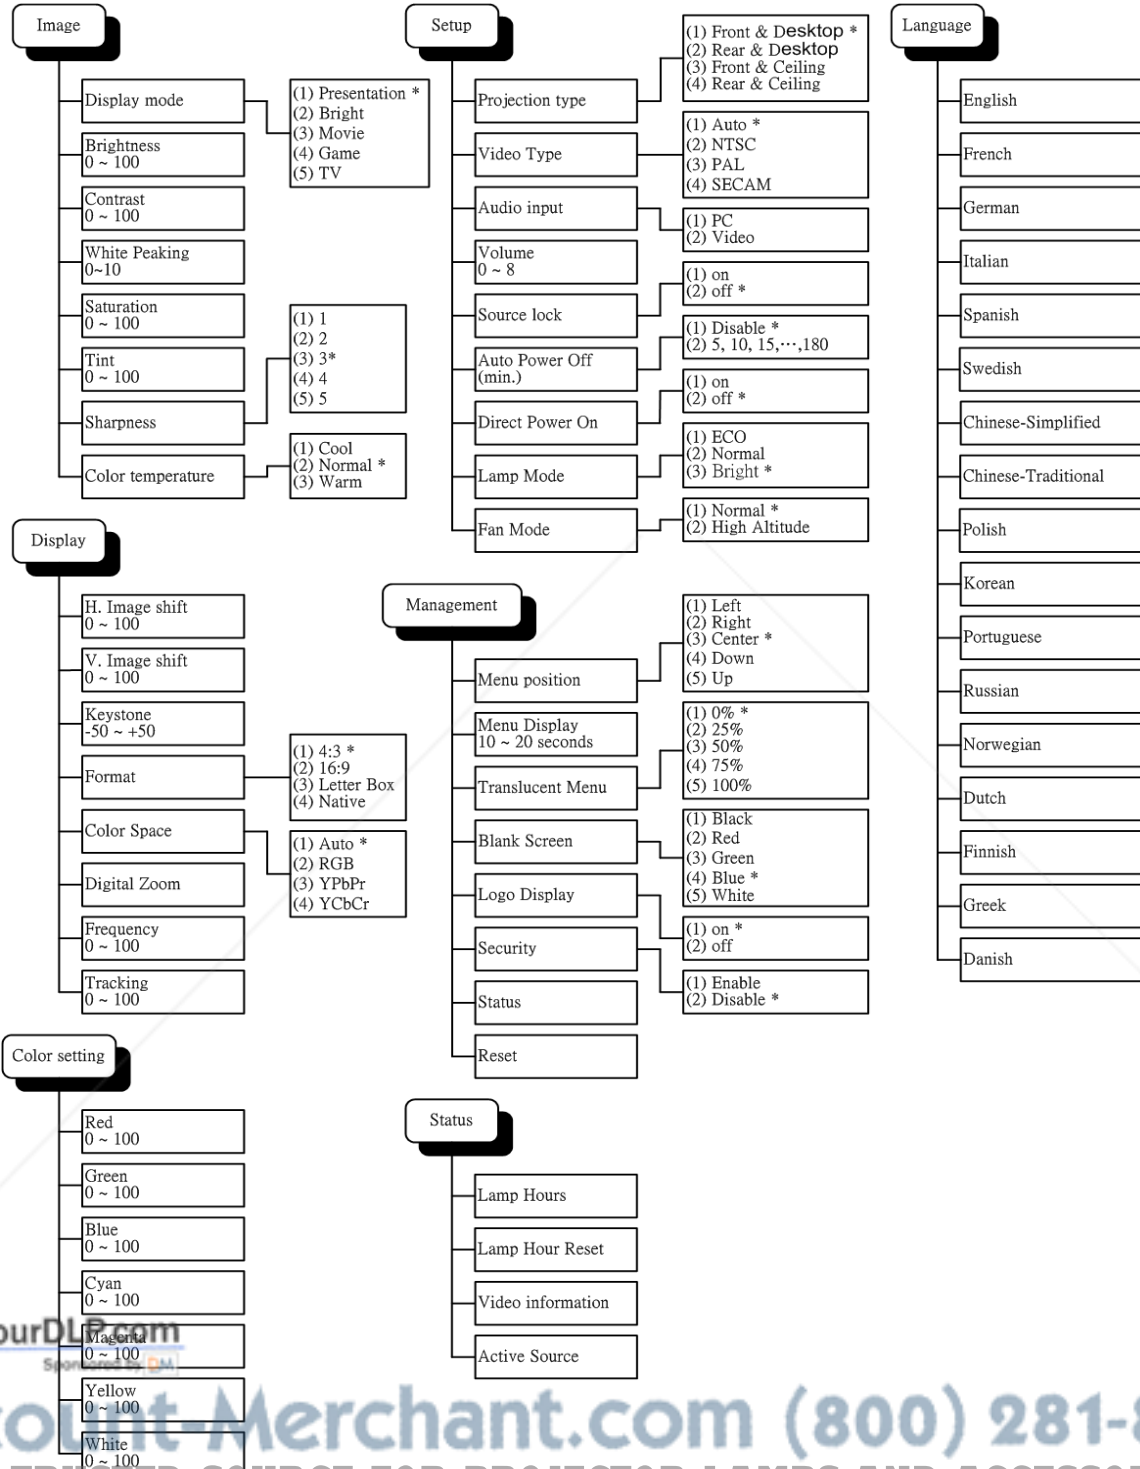 Image
Display mode
(1) Presentation *
(2) Bright
(3) Movie
(4) Game
(5) TV
Brightness
0 ~ 100
Contrast
0 ~ 100
White Peaking
0~10
Saturation
0 ~ 100
Tint
0 ~ 100
Sharpness
(1) 1
(2) 2
(3) 3*
(4) 4
(5) 5
Color temperature
(1) Cool
(2) Normal *
(3) Warm
Display
H. Image shift
0 ~ 100
V. Image shift
0 ~ 100
Keystone
-50 ~ +50
Format
(1) 4:3 *
(2) 16:9
(3) Letter Box
(4) Native
Color Space
(1) Auto *
(2) RGB
(3) YPbPr
(4) YCbCr
Digital Zoom
Frequency
0 ~ 100
Tracking
0 ~ 100
Color setting
Red
0 ~ 100
Green
0 ~ 100
Blue
0 ~ 100
Cyan
0 ~ 100
Magenta
0 ~ 100
Yellow
0 ~ 100
White
0 ~ 100
Setup
Projection type
(1) Front & Desktop *
(2) Rear & Desktop
(3) Front & Ceiling
(4) Rear & Ceiling
Video Type
(1) Auto *
(2) NTSC
(3) PAL
(4) SECAM
Audio input
(1) PC
(2) Video
Volume
0 ~ 8
Source lock
(1) on
(2) off *
Auto Power Off
(min.)
(1) Disable *
(2) 5, 10, 15,⋯,180
Direct Power On
(1) on
(2) off *
Lamp Mode
(1) ECO
(2) Normal
(3) Bright *
Fan Mode
(1) Normal *
(2) High Altitude
Management
Menu position
(1) Left
(2) Right
(3) Center *
(4) Down
(5) Up
Menu Display
10 ~ 20 seconds
Translucent Menu
(1) 0% *
(2) 25%
(3) 50%
(4) 75%
(5) 100%
Blank Screen
(1) Black
(2) Red
(3) Green
(4) Blue *
(5) White
Logo Display
(1) on *
(2) off
Security
(1) Enable
(2) Disable *
Status
Reset
Status
Lamp Hours
Lamp Hour Reset
Video information
Active Source
Language
English
French
German
Italian
Spanish
Swedish
Chinese-Simplified
Chinese-Traditional
Polish
Korean
Portuguese
Russian
Norwegian
Dutch
Finnish
Greek
Danish
ourDLP.com
Sponsored by DM
count-Merchant.com (800) 281-8
TRUSTED SOURCE FOR PROJECTOR LAMPS AND ACCESSO